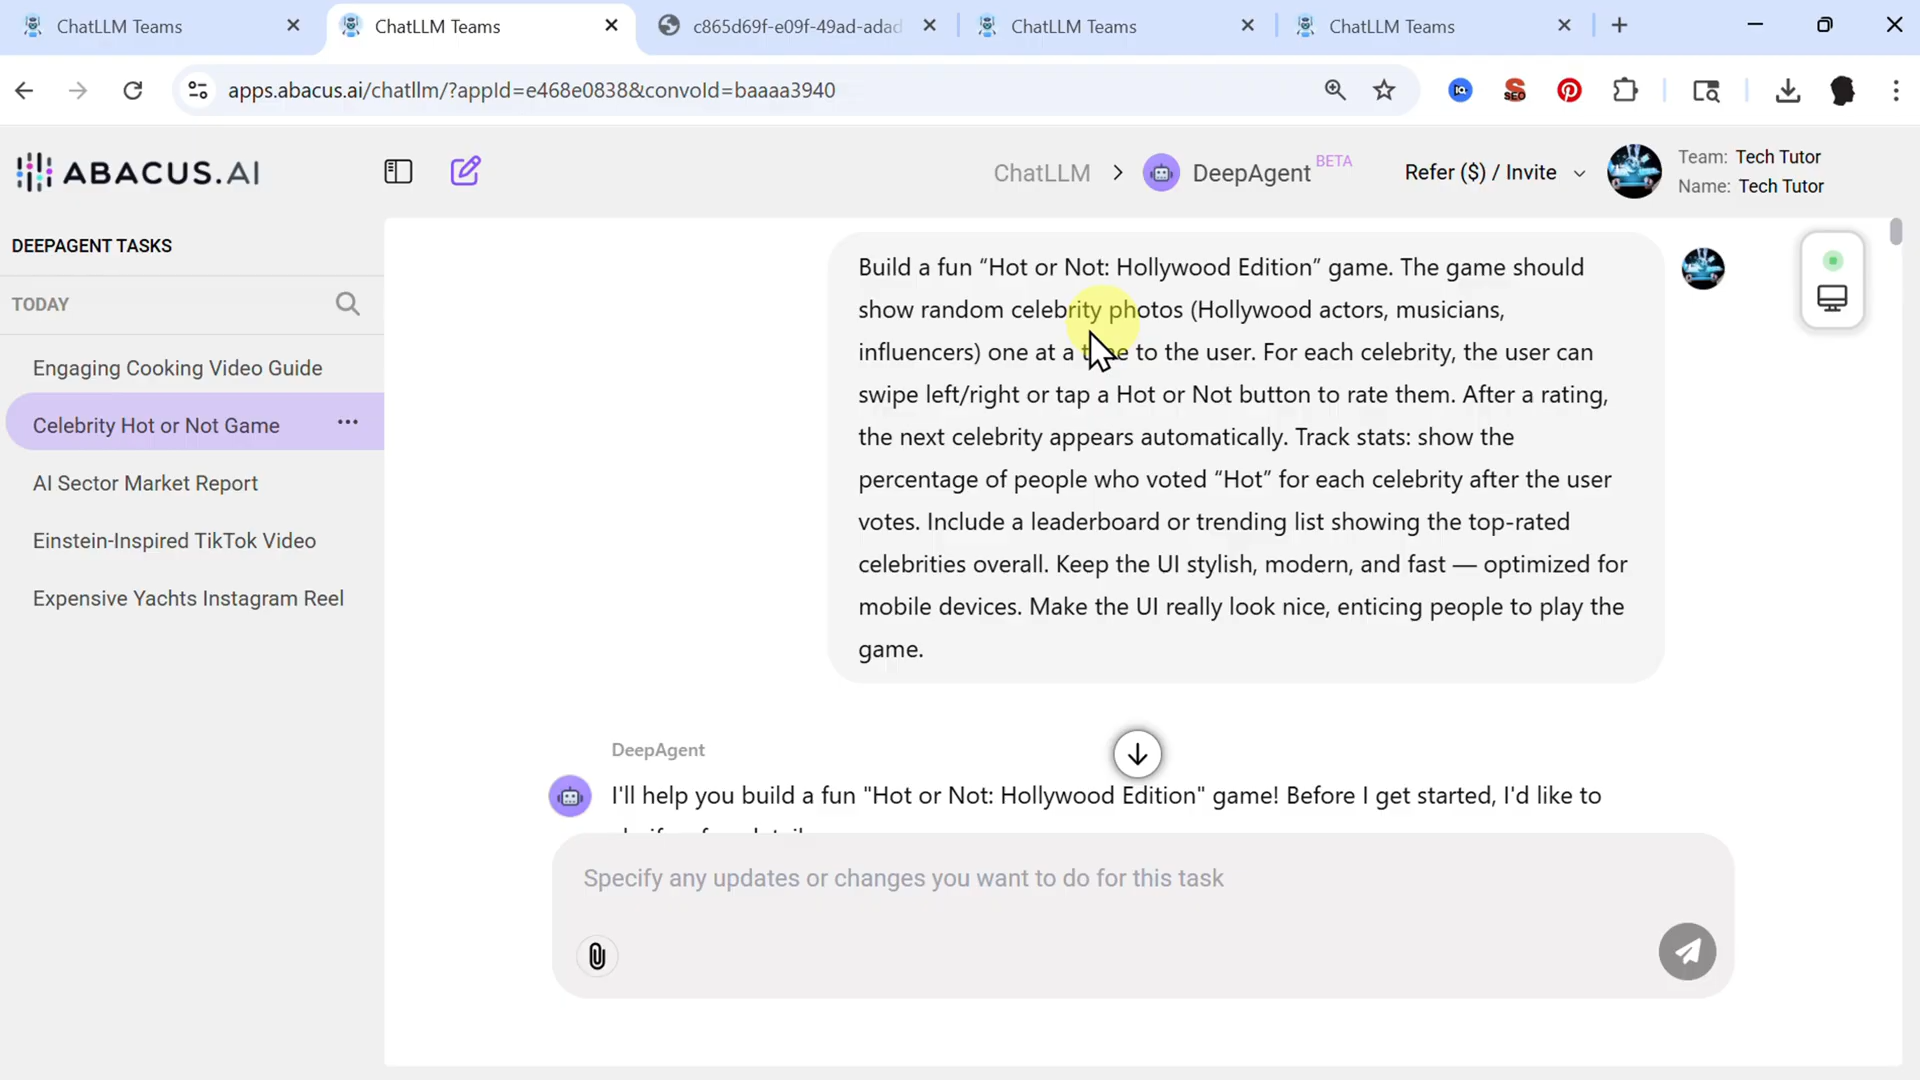 ChatLLM Teams
ChatLLM Teams
c865d69f-e09f-49ad-adad
ChatLLM Teams
ChatLLM Teams
apps.abacus.ai/chatllm/?appId=e468e0838&convoId=baaaa3940
SEO
ABACUS.AI
ChatLLM > DeepAgent BETA
Refer ($) / Invite
Team: Tech Tutor
Name: Tech Tutor
DEEPAGENT TASKS
TODAY
Engaging Cooking Video Guide
Celebrity Hot or Not Game
AI Sector Market Report
Einstein-Inspired TikTok Video
Expensive Yachts Instagram Reel
Build a fun “Hot or Not: Hollywood Edition” game. The game should
show random celebrity photos (Hollywood actors, musicians,
influencers) one at a time to the user. For each celebrity, the user can
swipe left/right or tap a Hot or Not button to rate them. After a rating,
the next celebrity appears automatically. Track stats: show the
percentage of people who voted “Hot” for each celebrity after the user
votes. Include a leaderboard or trending list showing the top-rated
celebrities overall. Keep the UI stylish, modern, and fast — optimized for
mobile devices. Make the UI really look nice, enticing people to play the
game.
DeepAgent
I'll help you build a fun "Hot or Not: Hollywood Edition" game! Before I get started, I'd like to
Specify any updates or changes you want to do for this task